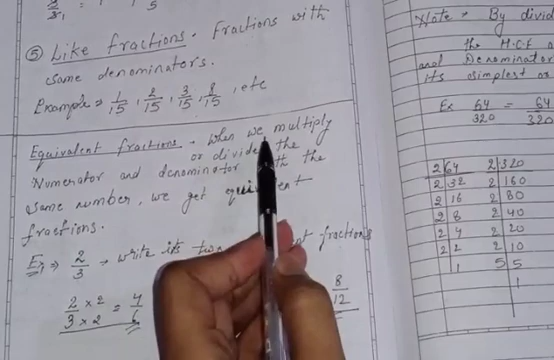 ⑤ Like fractions. Fractions with
same denominators.
Example ⇒ 1/15, 2/15, 3/15, 8/15, etc
Equivalent fractions - When we multiply
or divide the
Numerator and denominator with the
same number, we get
fractions.
Ex, 2/3 → write its two fractions
2 × 2 / 3 × 2 = 4/6
8/12
Note - By divid
the H.C.F
and Denominator
its simplest
Ex 64/320 = 64/320
2 64
2 32
2 16
2 8
2 4
2 2
1
2 320
2 160
2 80
2 40
2 20
2 10
5 5
1